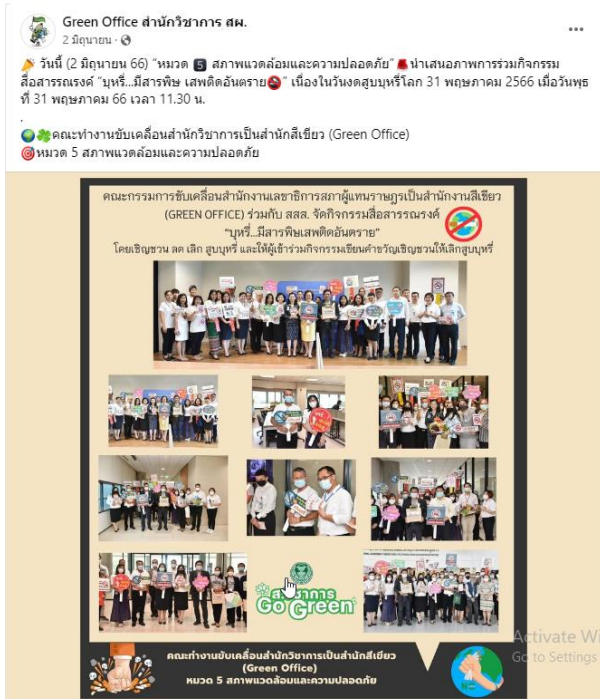 Green Office สำนักวิชาการ สผ.
2 มิถุนายน ·
วันนี้ (2 มิถุนายน 66) "หมวด 5 สภาพแวดล้อมและความปลอดภัย" นำเสนอภาพการร่วมกิจกรรม
สื่อสารรณรงค์ "บุหรี่...มีสารพิษ เสพติดอันตราย" เนื่องในวันงดสูบบุหรี่โลก 31 พฤษภาคม 2566 เมื่อวันพุธ
ที่ 31 พฤษภาคม 66 เวลา 11.30 น.
.
คณะทำงานขับเคลื่อนสำนักวิชาการเป็นสำนักสีเขียว (Green Office)
หมวด 5 สภาพแวดล้อมและความปลอดภัย
คณะกรรมการขับเคลื่อนสำนักงานเลขาธิการสภาผู้แทนราษฎรเป็นสำนักงานสีเขียว
(GREEN OFFICE) ร่วมกับ สสส. จัดกิจกรรมสื่อสารรณรงค์
"บุหรี่...มีสารพิษเสพติดอันตราย"
โดยเชิญชวน ลด เลิก สูบบุหรี่ และให้ผู้เข้าร่วมกิจกรรมเขียนคำขวัญเชิญชวนให้เลิกสูบบุหรี่
Go Green
คณะทำงานขับเคลื่อนสำนักวิชาการเป็นสำนักสีเขียว
(Green Office)
หมวด 5 สภาพแวดล้อมและความปลอดภัย
Activate Wi
Go to Settings